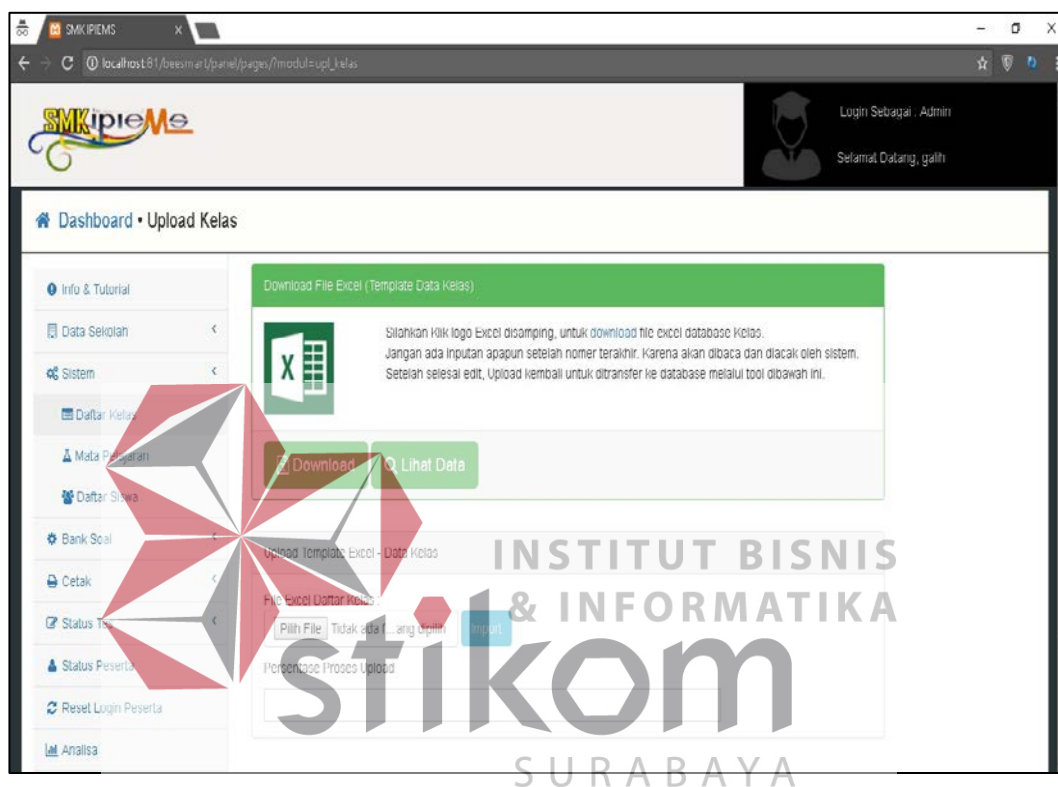 SMK IPIEMS
localhost:81/beesmart/panel/pages/?modul=upl_kelas
SMKipieMs
Login Sebagai : Admin
Selamat Datang, galih
Dashboard • Upload Kelas
Info & Tutorial
Data Sekolah
Sistem
Daftar Kelas
Mata Pelajaran
Daftar Siswa
Bank Soal
Cetak
Status Tes
Status Peserta
Reset Login Peserta
Analisa
Download File Excel (Template Data Kelas)
Silahkan Klik logo Excel disamping, untuk download file excel database Kelas.
Jangan ada inputan apapun setelah nomer terakhir. Karena akan dibaca dan diacak oleh sistem.
Setelah selesai edit, Upload kembali untuk ditransfer ke database melalui tool dibawah ini.
Download
Lihat Data
Upload Template Excel - Data Kelas
File Excel Daftar Kelas :
Pilih File Tidak ada f...ang dipilih Import
Persentase Proses Upload
INSTITUT BISNIS
& INFORMATIKA
stikom
SURABAYA